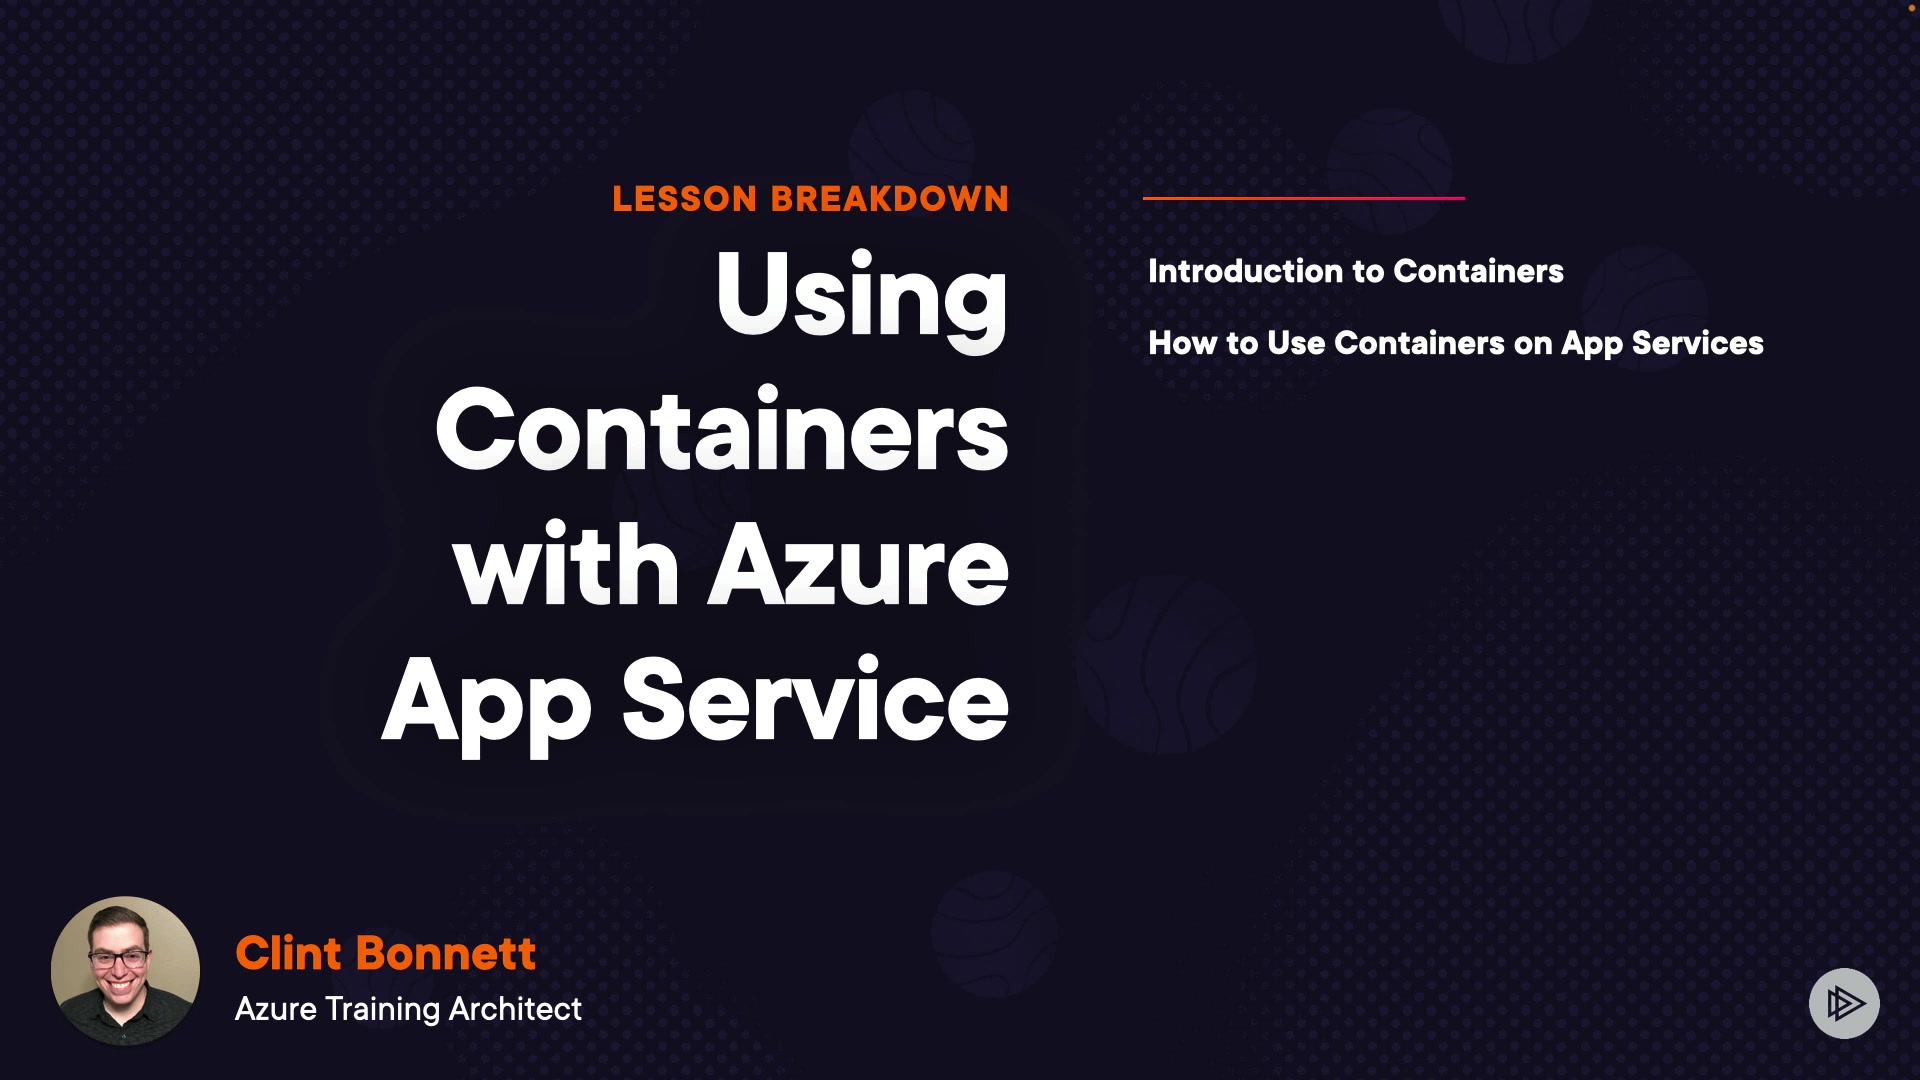 LESSON BREAKDOWN
Using
Containers
with Azure
App Service
Introduction to Containers
How to Use Containers on App Services
Clint Bonnett
Azure Training Architect